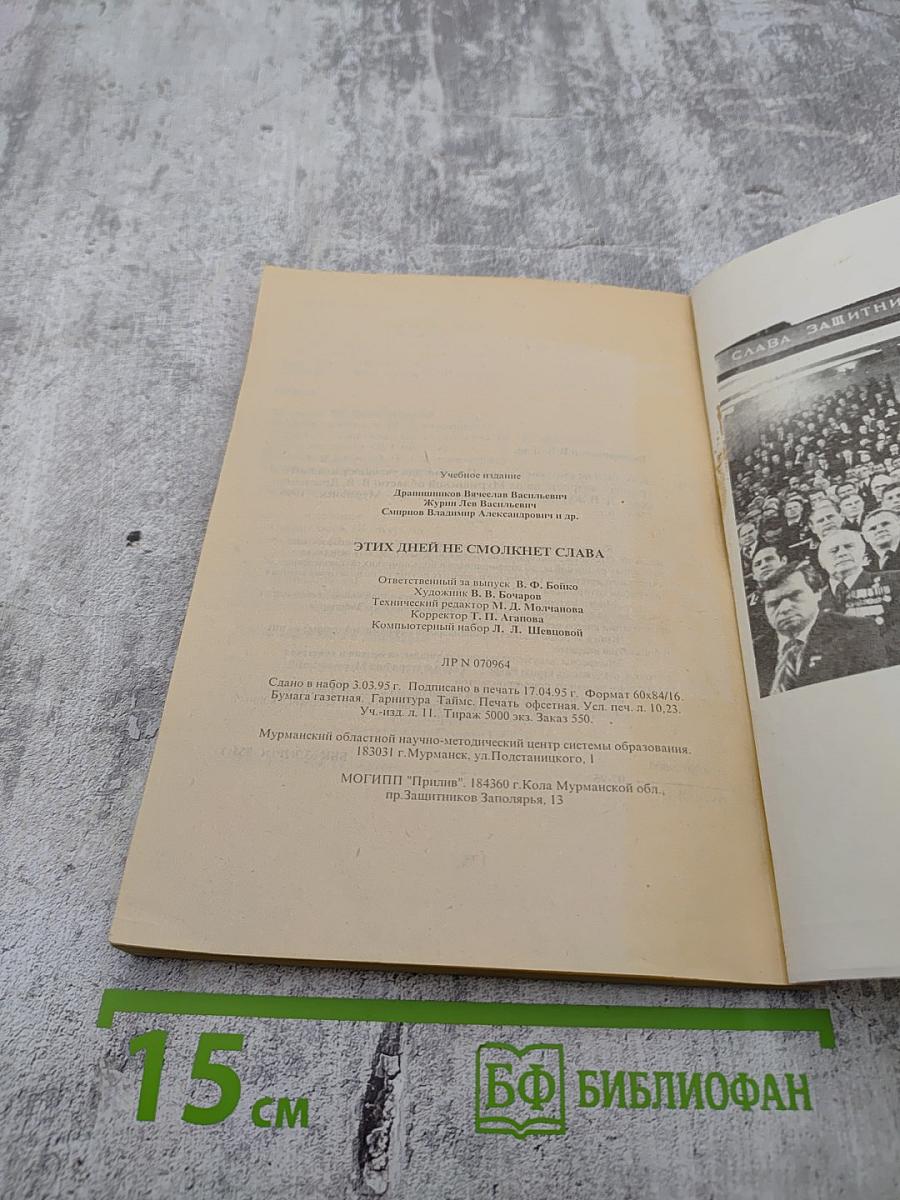 Учебное издание
Дранишников Вячеслав Васильевич
Журин Лев Васильевич
Смирнов Владимир Александрович и др.
ЭТИХ ДНЕЙ НЕ СМОЛКНЕТ СЛАВА
Ответственный за выпуск В. Ф. Бойко
Художник В. В. Бочаров
Технический редактор М. Д. Молчанова
Корректор Т. П. Агапова
Компьютерный набор Л. Л. Шевцовой
ЛР N 070964
Сдано в набор 3.03.95 г. Подписано в печать 17.04.95 г. Формат 60х84/16.
Бумага газетная. Гарнитура Таймс. Печать офсетная. Усл. печ. л. 10,23.
Уч.-изд. л. 11. Тираж 5000 экз. Заказ 550.
Мурманский областной научно-методический центр системы образования.
183031 г.Мурманск, ул.Подстаницкого, 1
МОГИПП "Прилив". 184360 г.Кола Мурманской обл.,
пр.Защитников Заполярья, 13
СЛАВА ЗАЩИТНИ
15 см
БФ БИБЛИОФАН